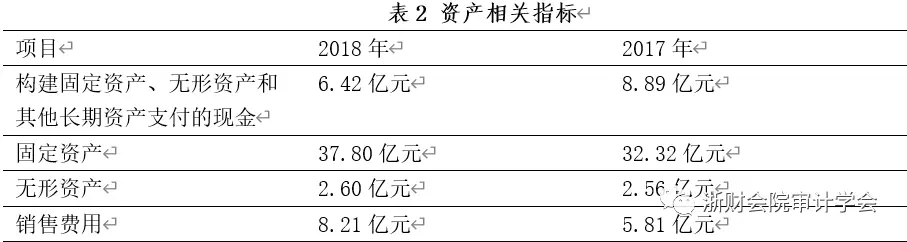 表 2 资产相关指标↵
项目↵ 2018 年↵ 2017 年↵
构建固定资产、无形资产和 6.42 亿元↵ 8.89 亿元↵
其他长期资产支付的现金↵
固定资产↵ 37.80 亿元↵ 32.32 亿元↵
无形资产↵ 2.60 亿元↵ 2.56 亿元↵
销售费用↵ 8.21 亿元↵ 5.81 亿元↵
浙财会院审计学会